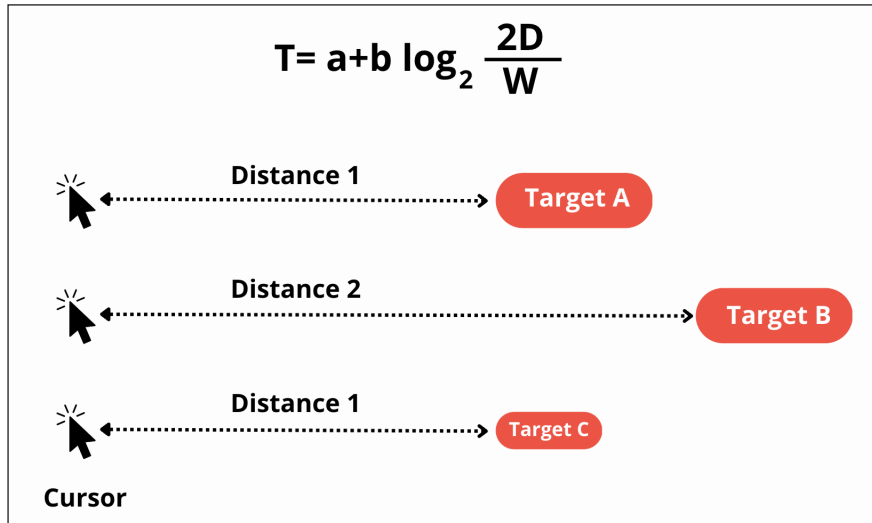 T= a+b log₂ 2D/W
Distance 1
Target A
Distance 2
Target B
Distance 1
Target C
Cursor